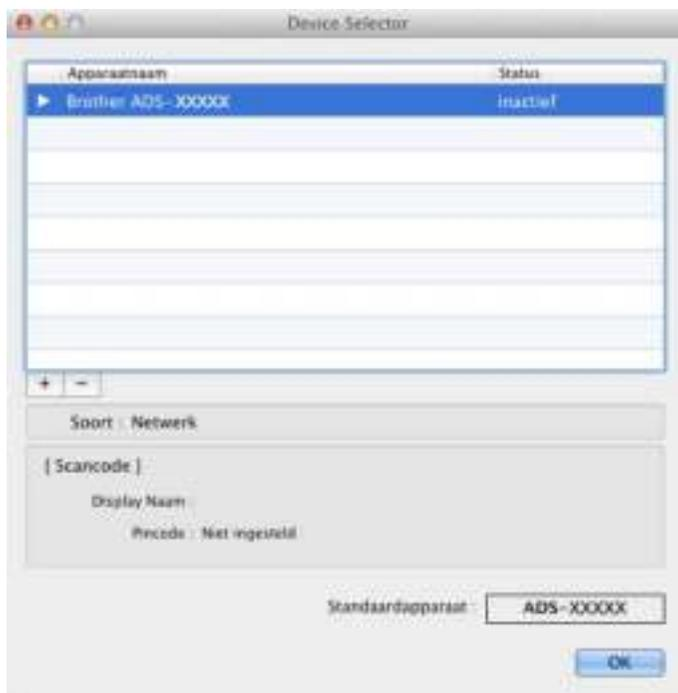 Device Selector
Apparaatnaam Status
Brother ADS-XXXXX inactief
+ −
Soort : Netwerk
[ Scancode ]
Display Naam :
Pincode : Niet ingesteld
Standaardapparaat : ADS-XXXXX
OK